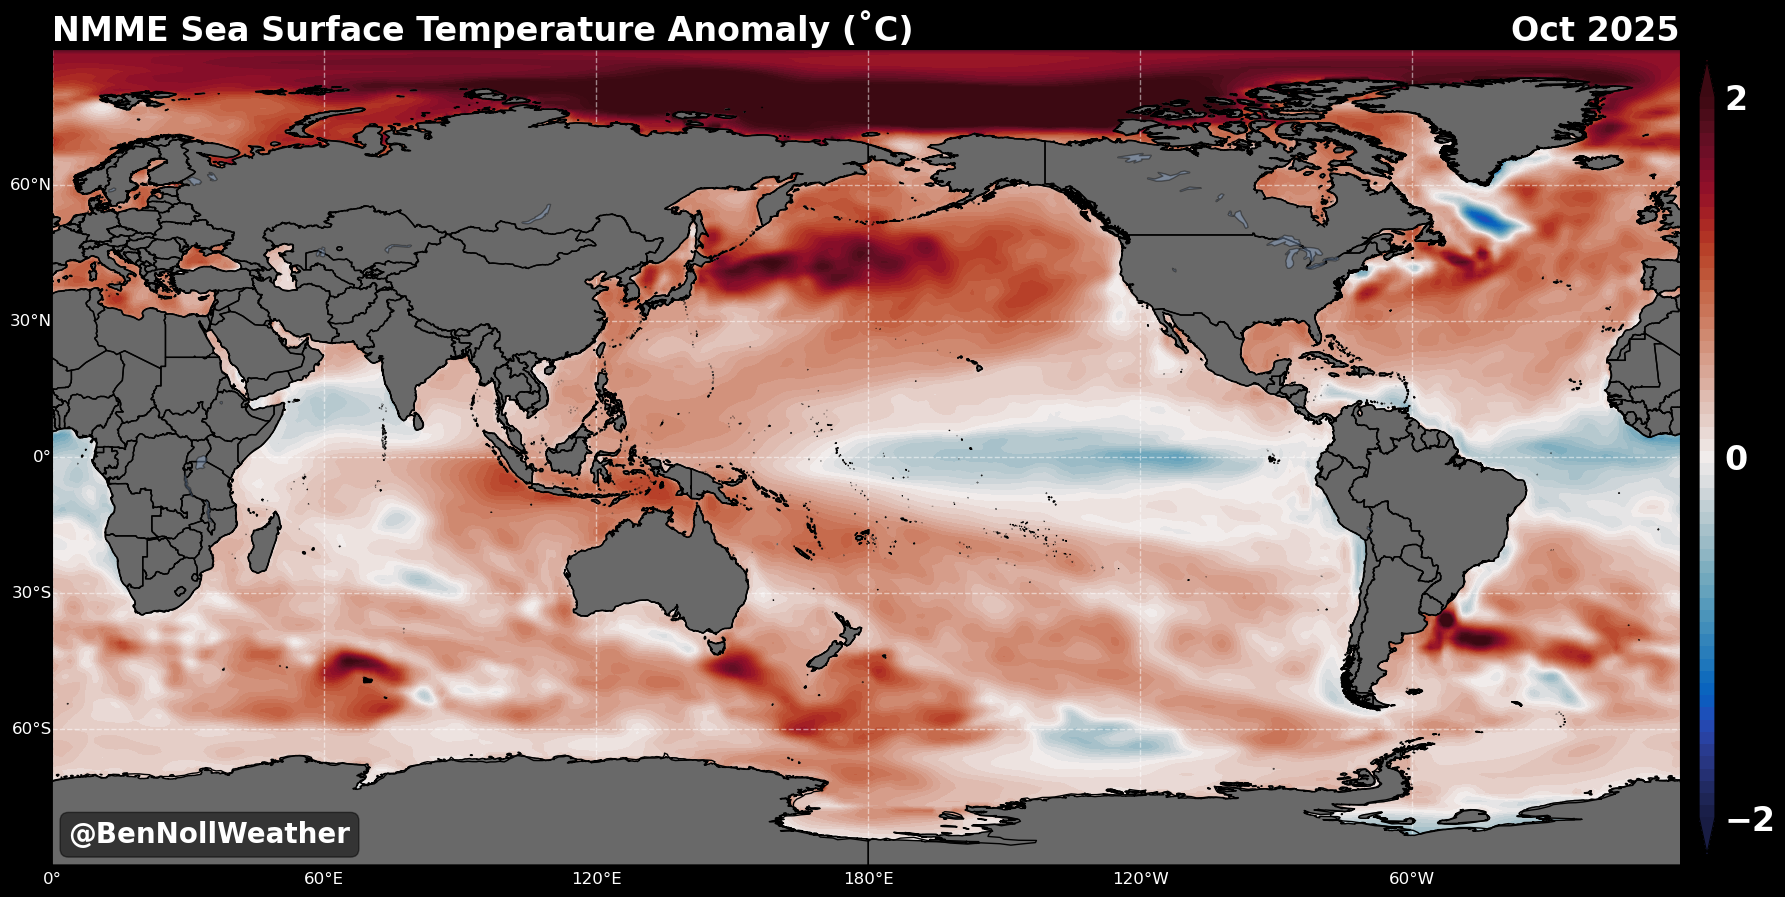 NMME Sea Surface Temperature Anomaly (˚C)
Oct 2025
2
60°N
30°N
0°
0
30°S
60°S
−2
@BenNollWeather
0°
60°E
120°E
180°E
120°W
60°W